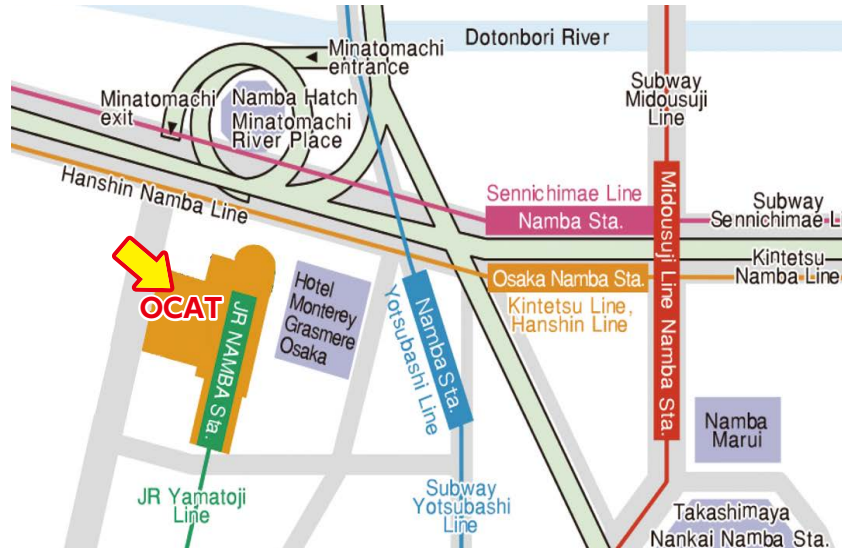 Dotonbori River
Minatomachi
entrance
Minatomachi
exit
Namba Hatch
Minatomachi
River Place
Subway
Midousuji
Line
Hanshin Namba Line
Sennichimae Line
Namba Sta.
Subway
Sennichimae Li
Midousuji Line Namba Sta.
Kintetsu
Namba Line
Osaka Namba Sta.
Kintetsu Line,
Hanshin Line
OCAT
JR NAMBA Sta.
Hotel
Monterey
Grasmere
Osaka
Namba Sta.
Yotsubashi Line
Namba
Marui
JR Yamatoji
Line
Subway
Yotsubashi
Line
Takashimaya
Nankai Namba Sta.